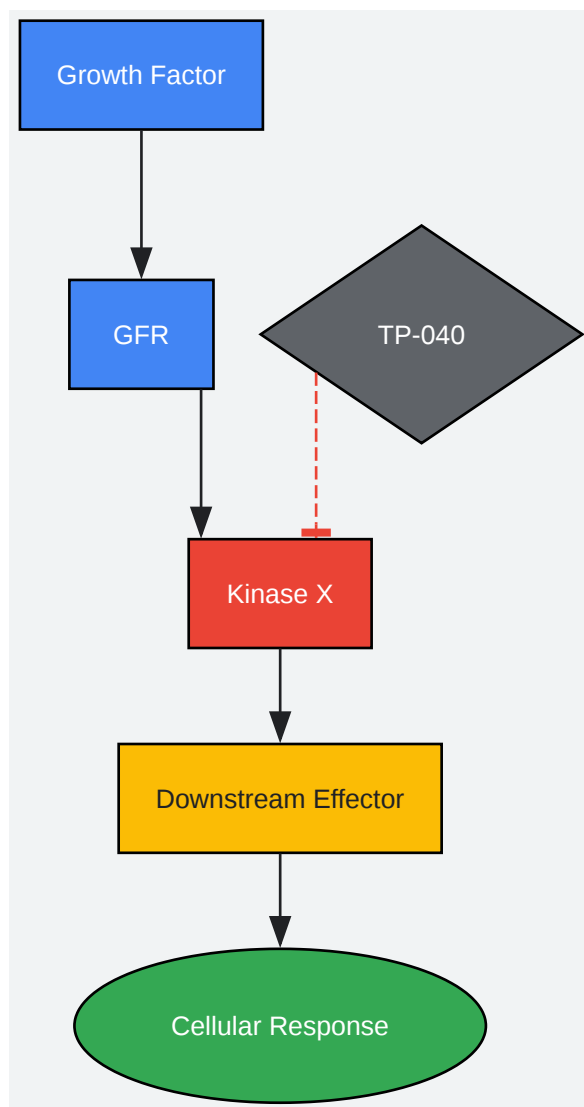 Growth Factor
GFR
TP-040
Kinase X
Downstream Effector
Cellular Response